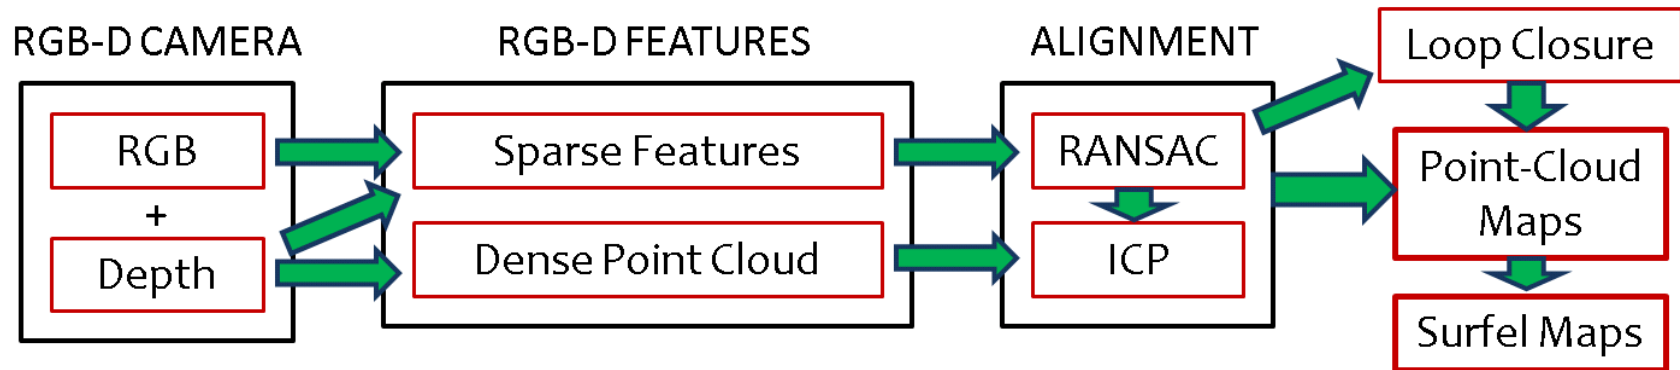 RGB-D CAMERA
RGB
+
Depth
RGB-D FEATURES
Sparse Features
Dense Point Cloud
ALIGNMENT
RANSAC
ICP
Loop Closure
Point-Cloud
Maps
Surfel Maps